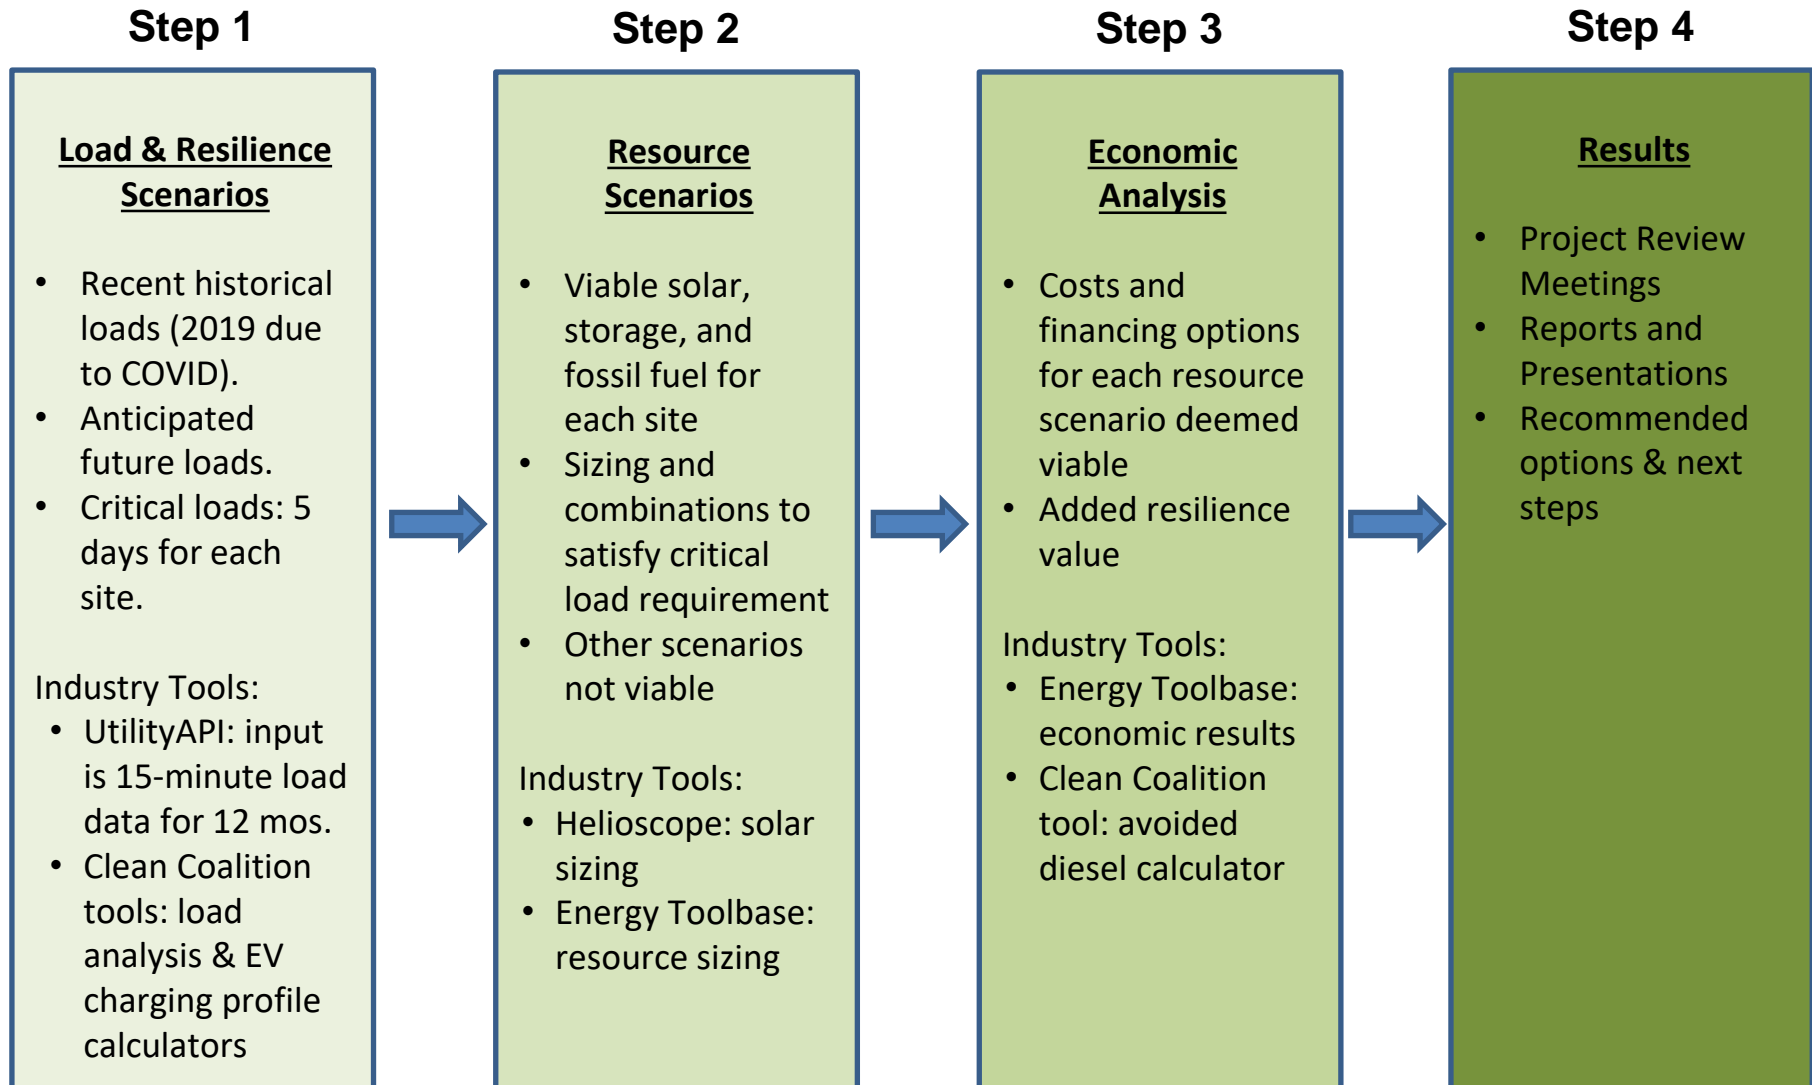 Step 1
Load & Resilience
Scenarios
• Recent historical
loads (2019 due
to COVID).
• Anticipated
future loads.
• Critical loads: 5
days for each
site.
Industry Tools:
• UtilityAPI: input
is 15-minute load
data for 12 mos.
• Clean Coalition
tools: load
analysis & EV
charging profile
calculators
Step 2
Resource
Scenarios
• Viable solar,
storage, and
fossil fuel for
each site
• Sizing and
combinations to
satisfy critical
load requirement
• Other scenarios
not viable
Industry Tools:
• Helioscope: solar
sizing
• Energy Toolbase:
resource sizing
Step 3
Economic
Analysis
• Costs and
financing options
for each resource
scenario deemed
viable
• Added resilience
value
Industry Tools:
• Energy Toolbase:
economic results
• Clean Coalition
tool: avoided
diesel calculator
Step 4
Results
• Project Review
Meetings
• Reports and
Presentations
• Recommended
options & next
steps